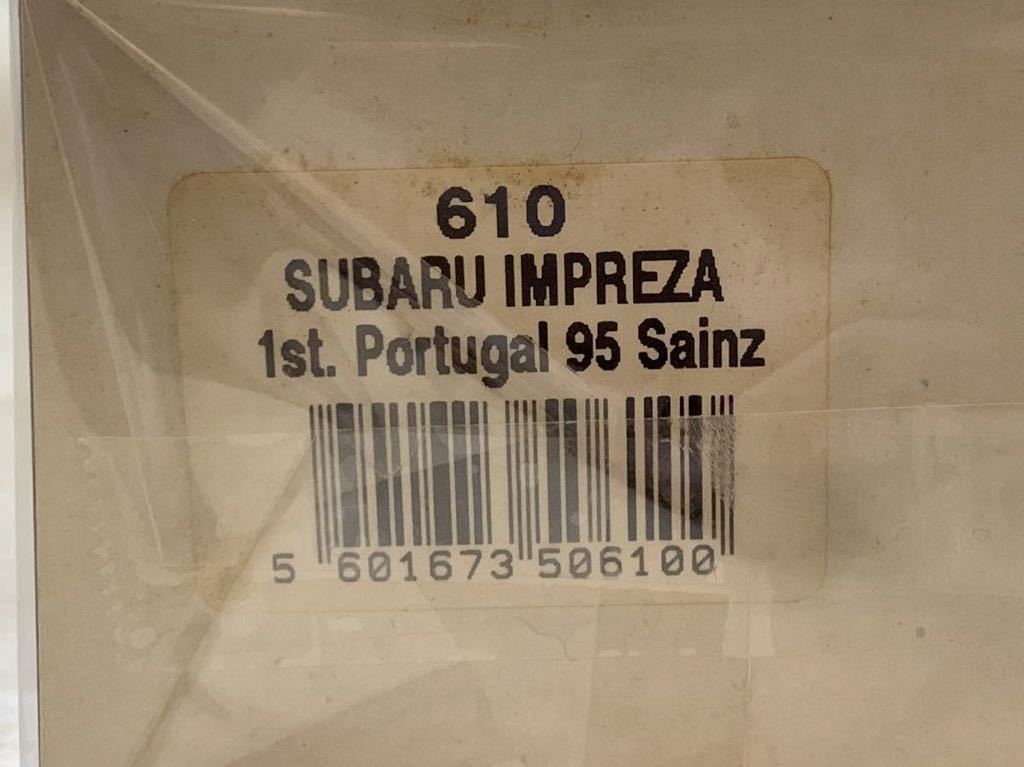 610
SUBARU IMPREZA
1st. Portugal 95 Sainz
5 601673 506100